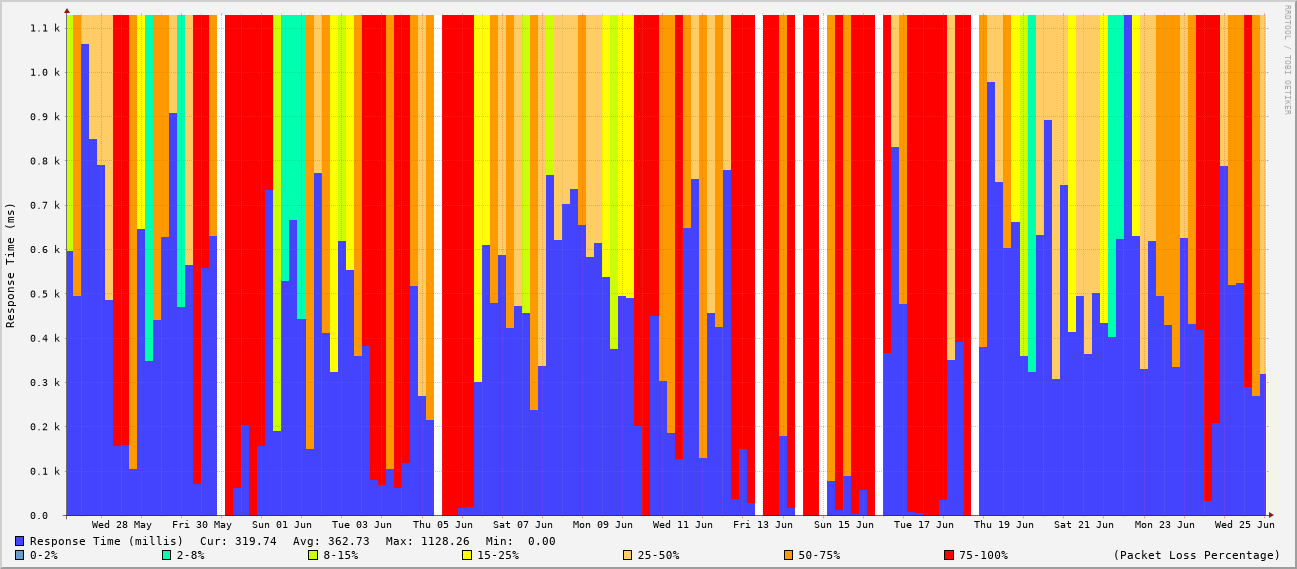 RRDTOOL / TOBI OETIKER
Response Time (ms)
1.1 k
1.0 k
0.9 k
0.8 k
0.7 k
0.6 k
0.5 k
0.4 k
0.3 k
0.2 k
0.1 k
0.0
Wed 28 May Fri 30 May Sun 01 Jun Tue 03 Jun Thu 05 Jun Sat 07 Jun Mon 09 Jun Wed 11 Jun Fri 13 Jun Sun 15 Jun Tue 17 Jun Thu 19 Jun Sat 21 Jun Mon 23 Jun Wed 25 Jun
Response Time (millis) Cur: 319.74 Avg: 362.73 Max: 1128.26 Min: 0.00
0-2% 2-8% 8-15% 15-25% 25-50% 50-75% 75-100% (Packet Loss Percentage)